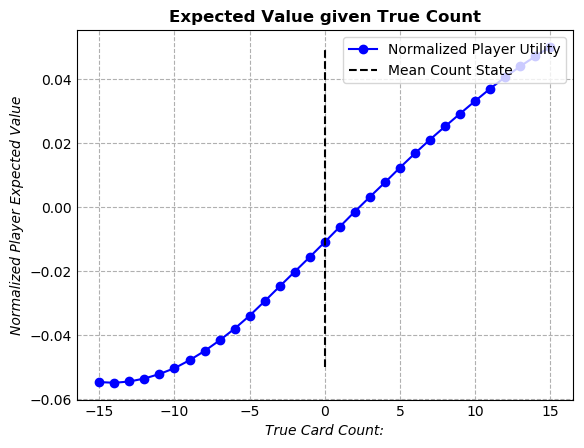 Expected Value given True Count
Normalized Player Utility
Mean Count State
Normalized Player Expected Value
0.04
0.02
0.00
−0.02
−0.04
−0.06
−15
−10
−5
0
5
10
15
True Card Count: